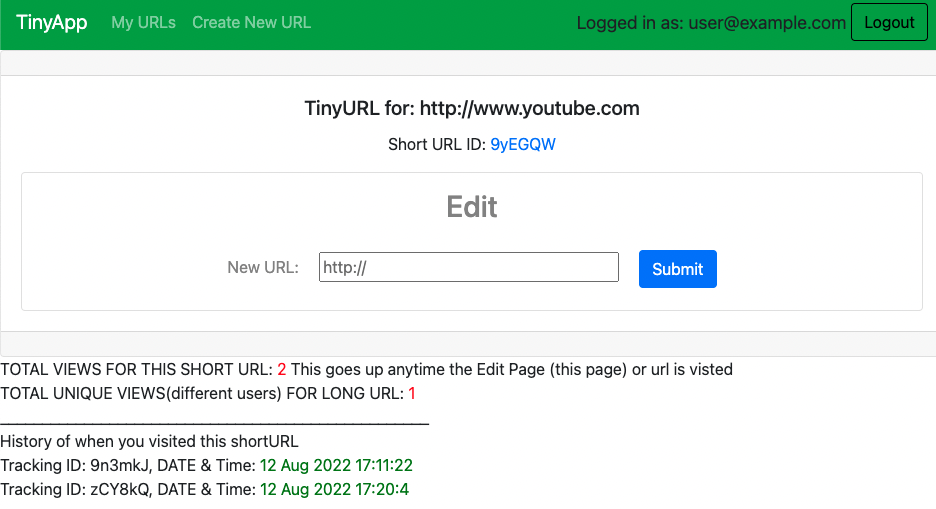 TinyApp My URLs Create New URL Logged in as: user@example.com Logout
TinyURL for: http://www.youtube.com
Short URL ID: 9yEGQW
Edit
New URL: http:// Submit
TOTAL VIEWS FOR THIS SHORT URL: 2 This goes up anytime the Edit Page (this page) or url is visted
TOTAL UNIQUE VIEWS(different users) FOR LONG URL: 1
History of when you visited this shortURL
Tracking ID: 9n3mkJ, DATE & Time: 12 Aug 2022 17:11:22
Tracking ID: zCY8kQ, DATE & Time: 12 Aug 2022 17:20:4